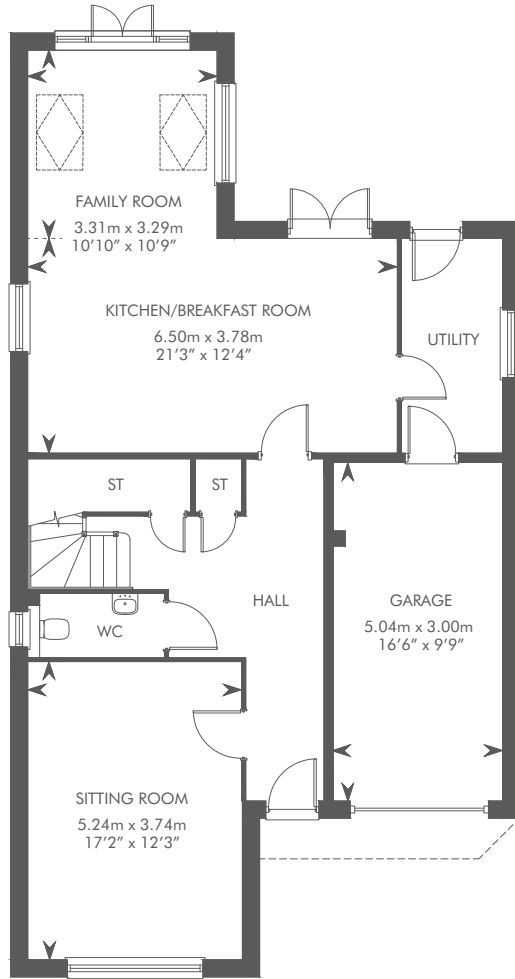 FAMILY ROOM
3.31m x 3.29m
10’10” x 10’9”
KITCHEN/BREAKFAST ROOM
6.50m x 3.78m
21’3” x 12’4”
UTILITY
ST
ST
HALL
WC
GARAGE
5.04m x 3.00m
16’6” x 9’9”
SITTING ROOM
5.24m x 3.74m
17’2” x 12’3”